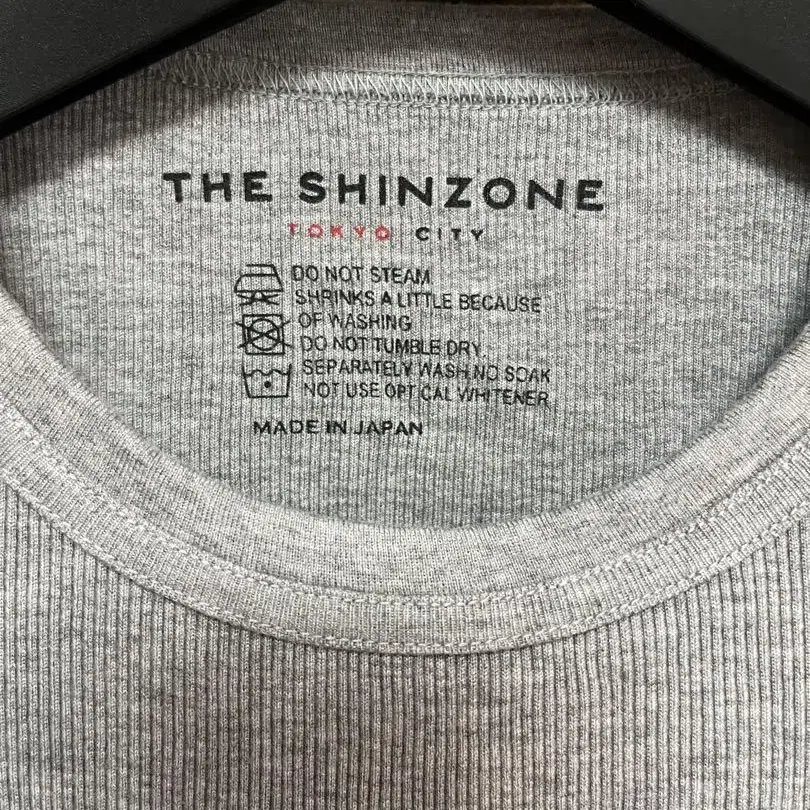 THE SHINZONE
TOKYO CITY
DO NOT STEAM
SHRINKS A LITTLE BECAUSE
OF WASHING
DO NOT TUMBLE DRY
SEPARATELY WASH.NO SOAK
NOT USE OPTICAL WHITENER
MADE IN JAPAN